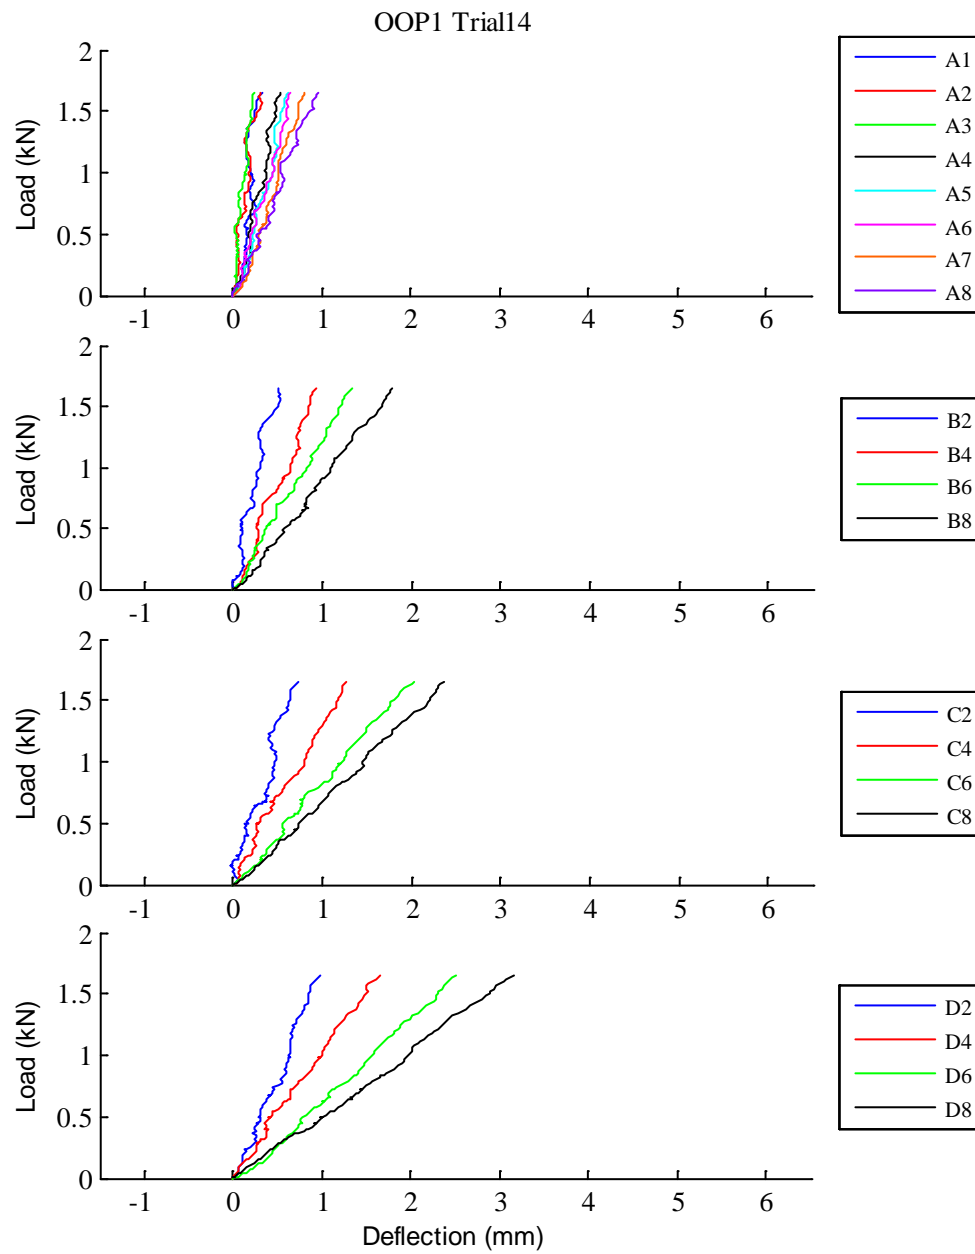 OOP1 Trial14
2
1.5
1
0.5
0
Load (kN)
-1 0 1 2 3 4 5 6
A1
A2
A3
A4
A5
A6
A7
A8
2
1.5
1
0.5
0
Load (kN)
-1 0 1 2 3 4 5 6
B2
B4
B6
B8
2
1.5
1
0.5
0
Load (kN)
-1 0 1 2 3 4 5 6
C2
C4
C6
C8
2
1.5
1
0.5
0
Load (kN)
-1 0 1 2 3 4 5 6
Deflection (mm)
D2
D4
D6
D8